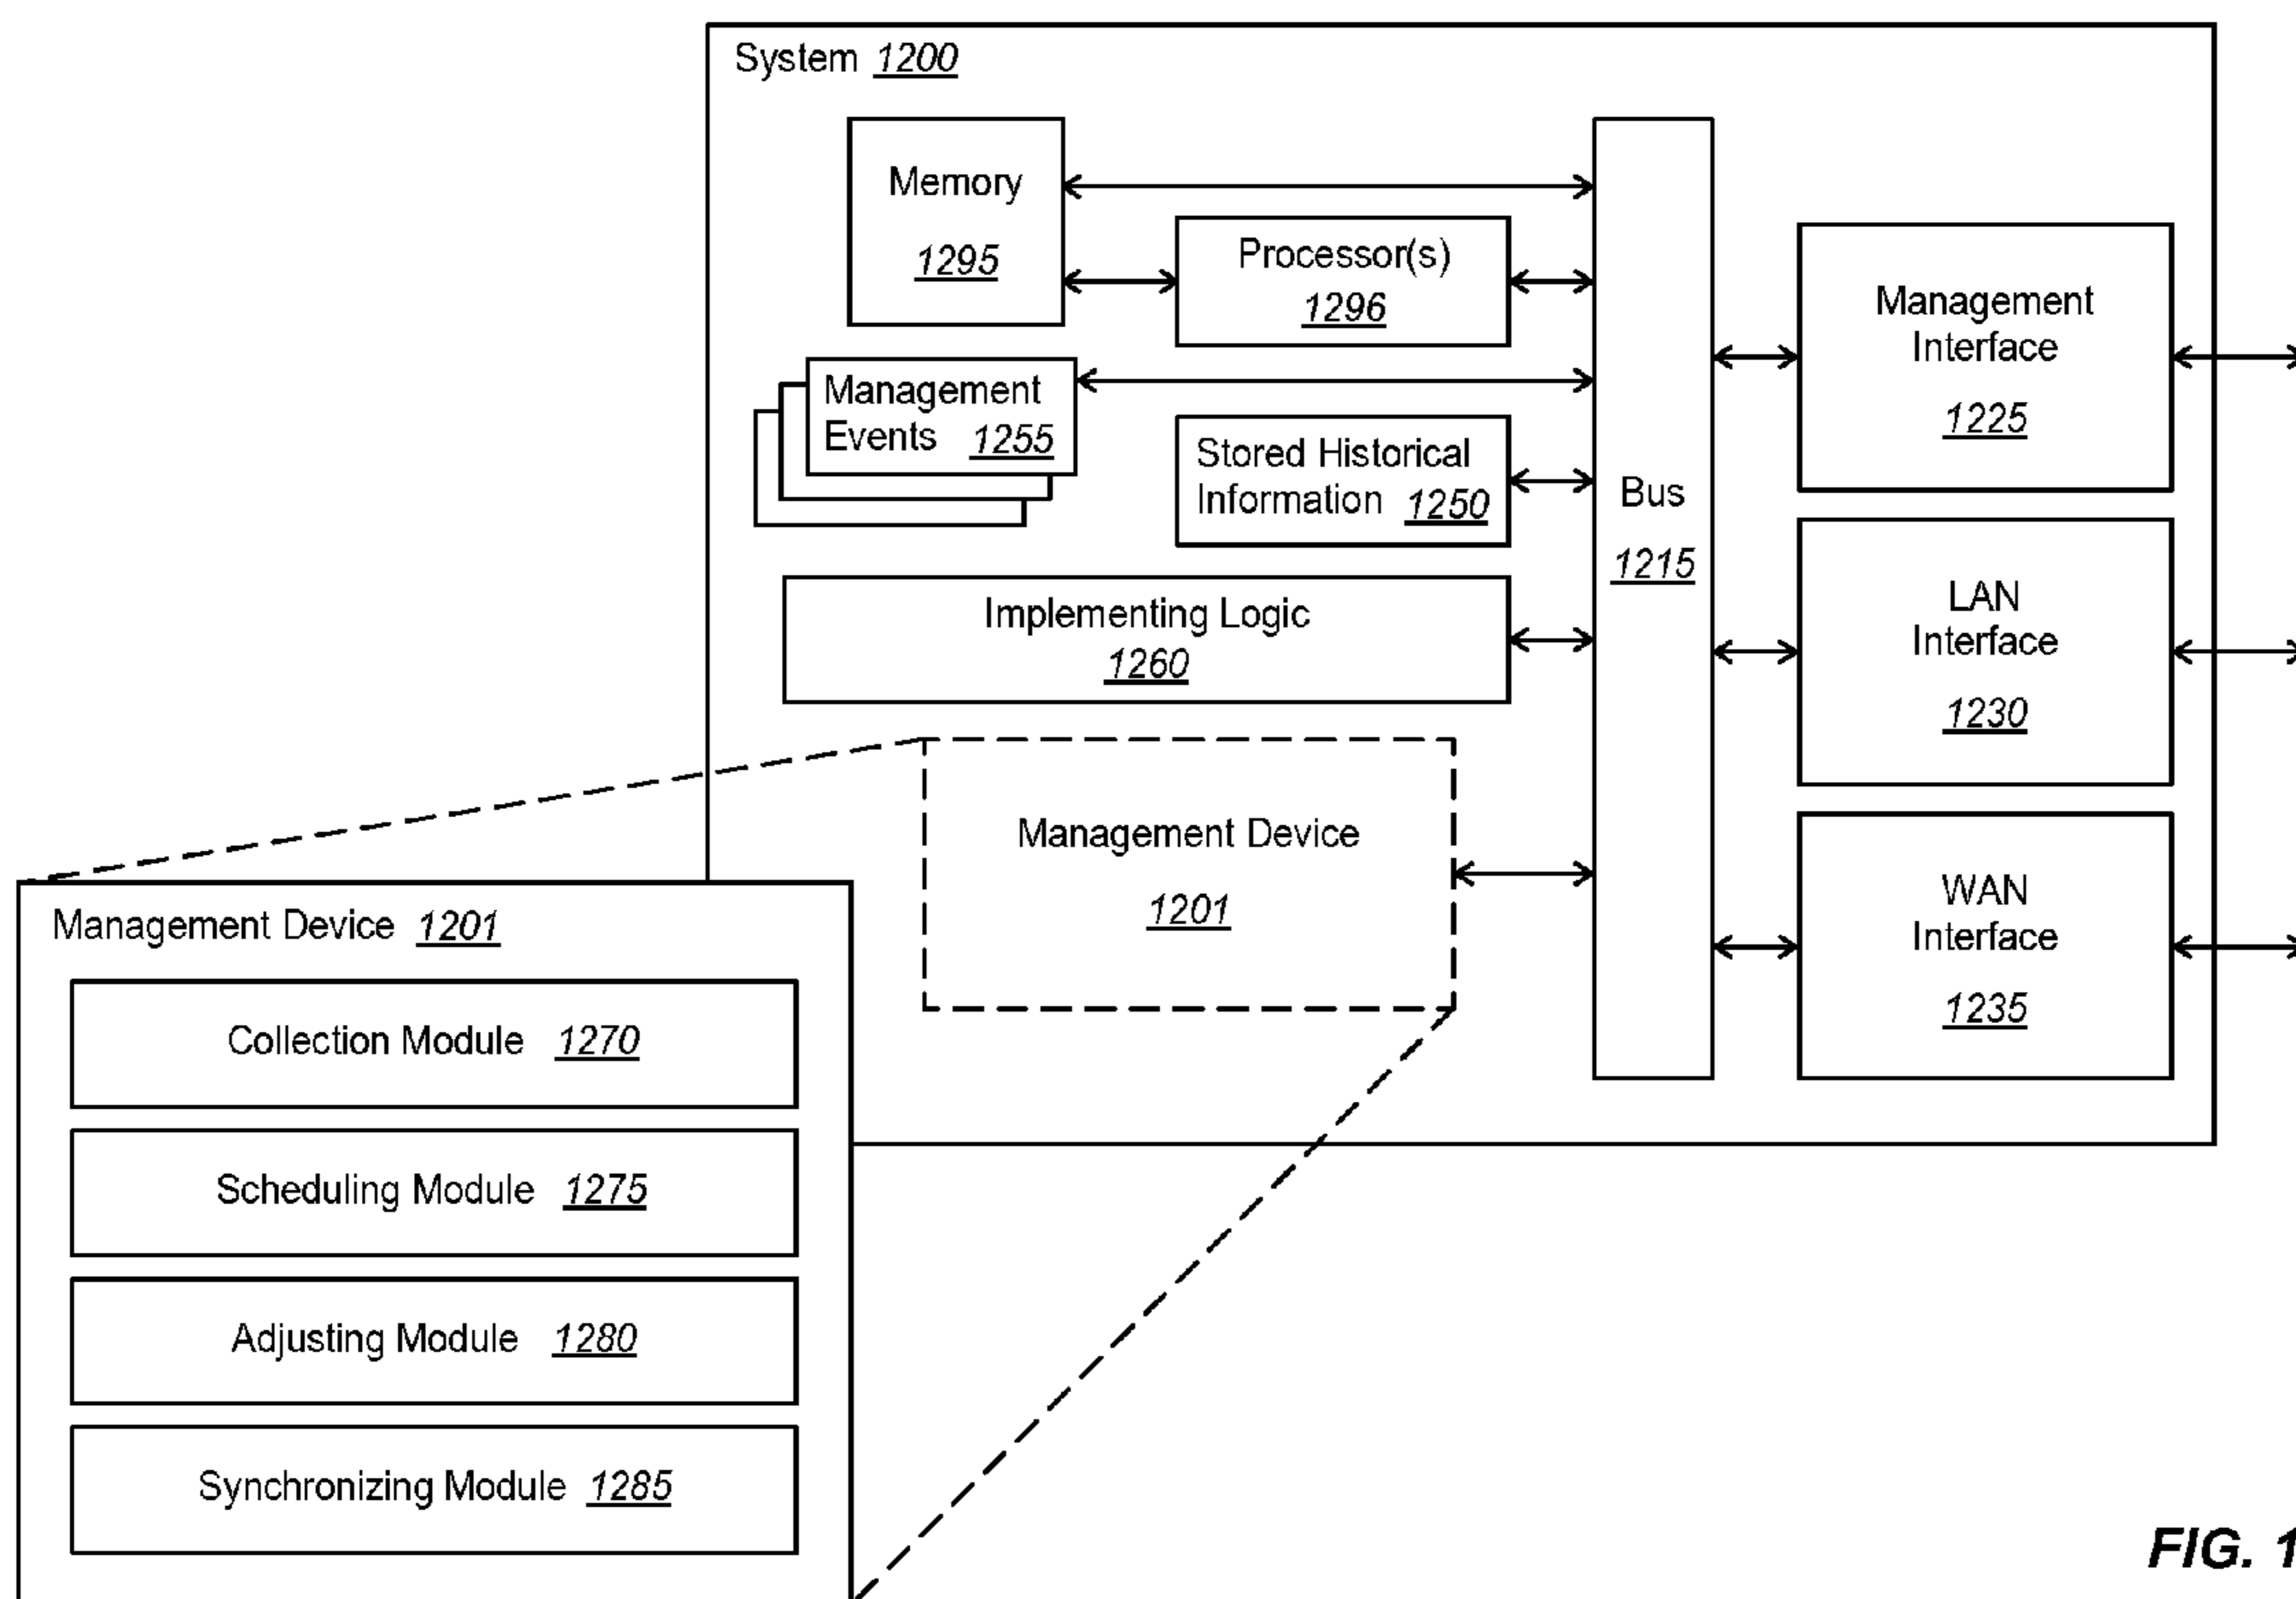 System 1200
Memory
1295
Processor(s)
1296
Management
Events 1255
Stored Historical
Information 1250
Implementing Logic
1260
Management Device
1201
Bus
1215
Management
Interface
1225
LAN
Interface
1230
WAN
Interface
1235
Management Device 1201
Collection Module 1270
Scheduling Module 1275
Adjusting Module 1280
Synchronizing Module 1285
FIG. 1